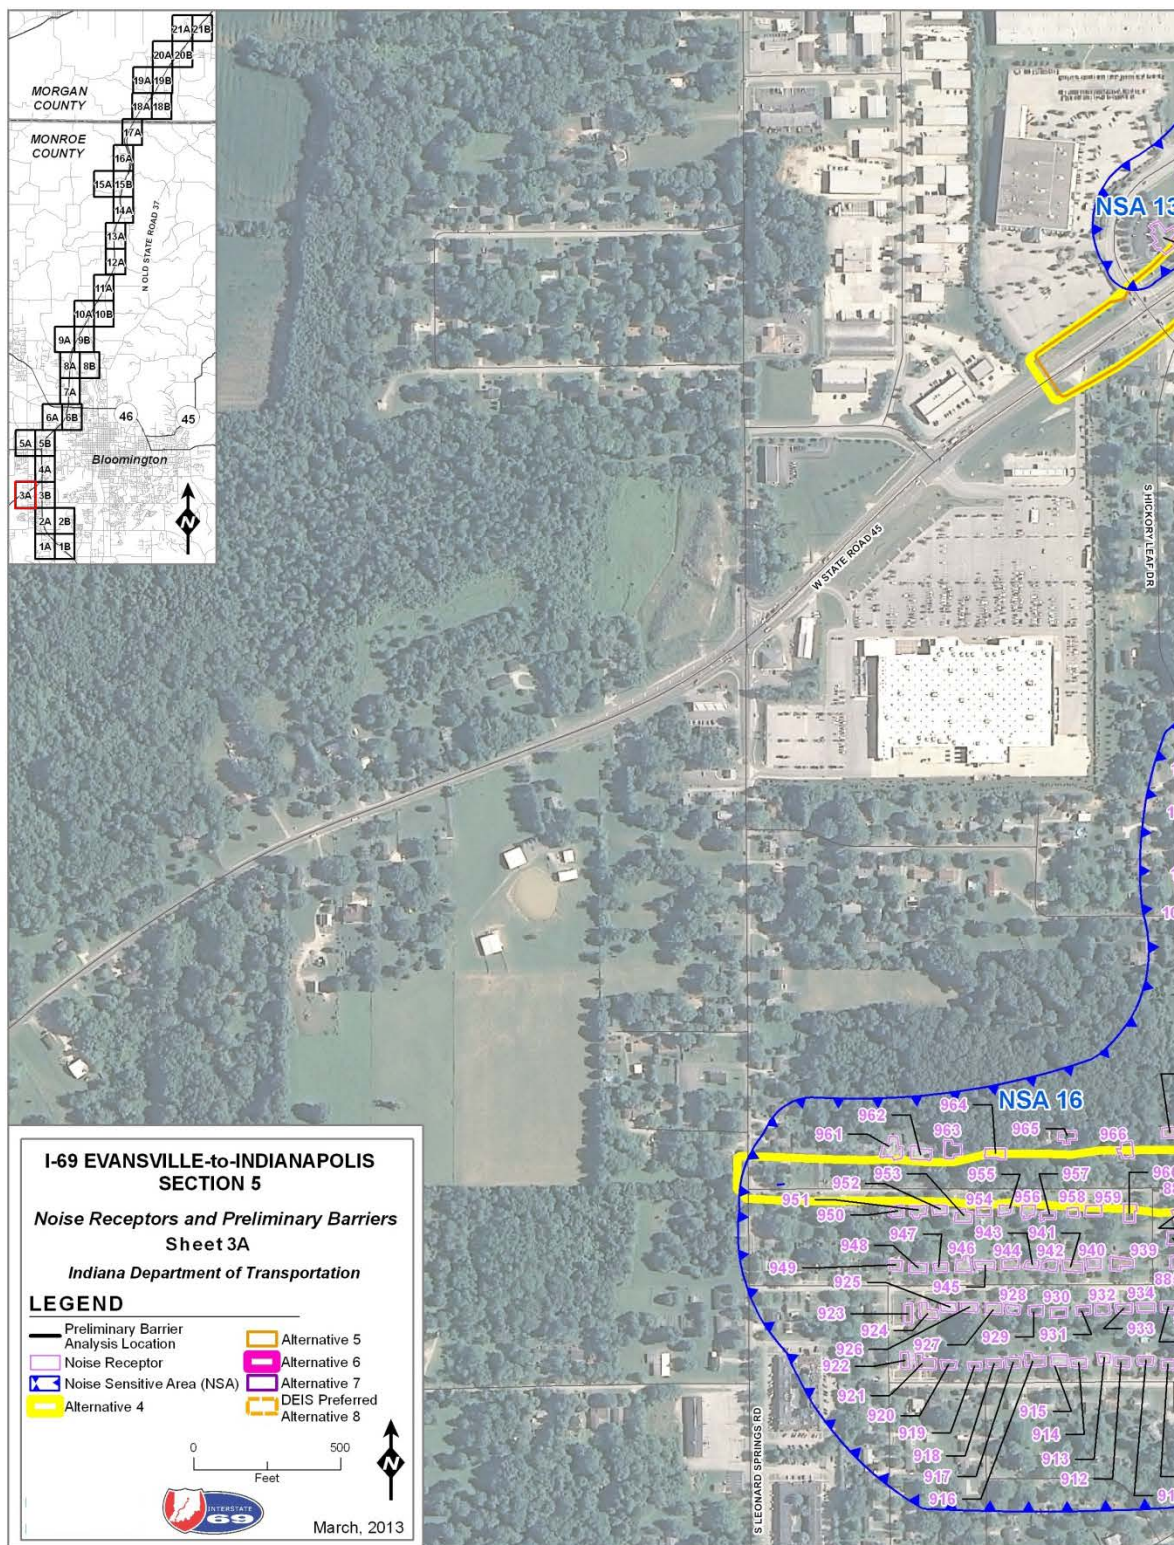 21A 21B
20A 20B
19A 19B
MORGAN
COUNTY
18A 18B
17A
MONROE
COUNTY
16A
15A 15B
14A
N OLD STATE ROAD 37
13A
12A
11A
10A 10B
9A 9B
8A 8B
7A
6A 6B
46
45
5A 5B
Bloomington
4A
3A 3B
2A 2B
1A 1B
N
NSA 13
S HICKORY LEAF DR
W STATE ROAD 45
10
NSA 16
964
962
961
963
965
966
953
955
957
952
951
954
956
958
959
950
947
943
941
948
946
944
942
940
939
949
925
945
928
930
932
934
923
924
927
929
931
933
926
922
921
920
915
919
914
918
913
917
912
916
S LEONARD SPRINGS RD
I-69 EVANSVILLE-to-INDIANAPOLIS
SECTION 5
Noise Receptors and Preliminary Barriers
Sheet 3A
Indiana Department of Transportation
LEGEND
Preliminary Barrier
Analysis Location
Noise Receptor
Noise Sensitive Area (NSA)
Alternative 4
Alternative 5
Alternative 6
Alternative 7
DEIS Preferred
Alternative 8
0 500
Feet
N
INTERSTATE
69
March, 2013